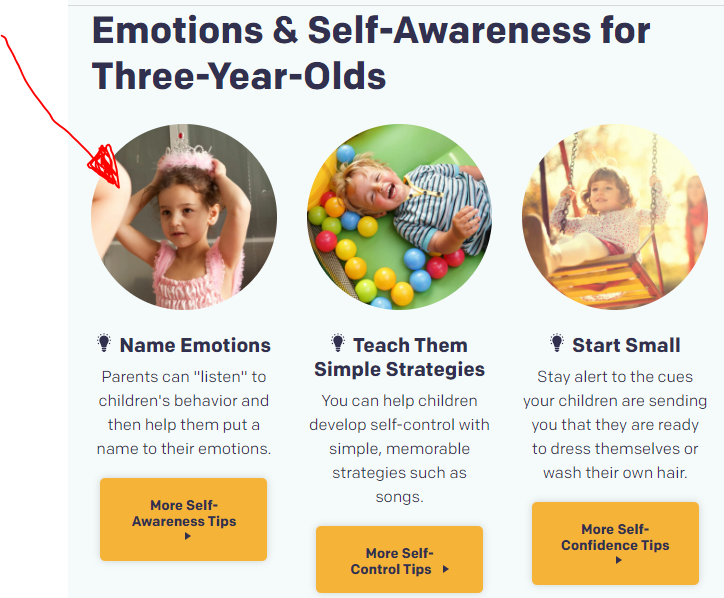 Emotions & Self-Awareness for
Three-Year-Olds
Name Emotions
Parents can "listen" to
children's behavior and
then help them put a
name to their emotions.
More Self-
Awareness Tips
Teach Them
Simple Strategies
You can help children
develop self-control with
simple, memorable
strategies such as
songs.
More Self-
Control Tips
Start Small
Stay alert to the cues
your children are sending
you that they are ready
to dress themselves or
wash their own hair.
More Self-
Confidence Tips